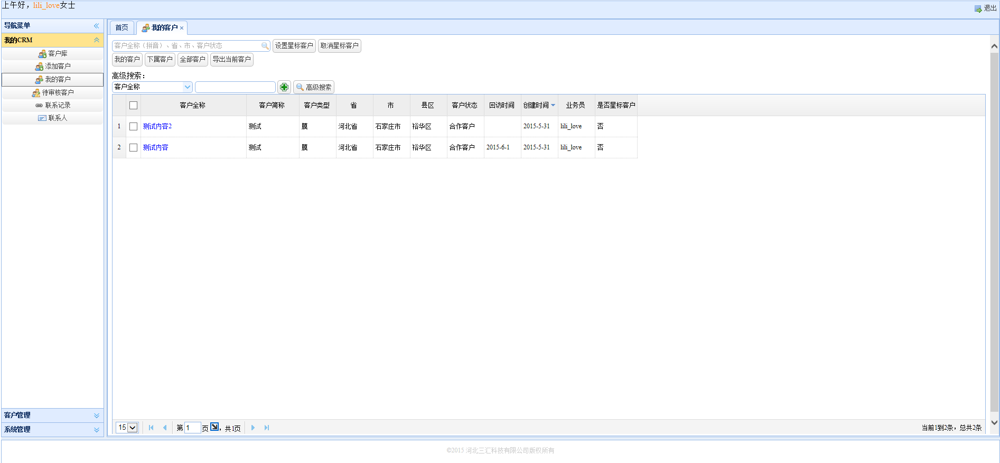 上午好，lili_love女士
退出
导航菜单
我的CRM
客户库
添加客户
我的客户
待审核客户
联系记录
联系人
客户管理
系统管理
首页 我的客户
客户全称（拼音）、省、市、客户状态 设置星标客户 取消星标客户
我的客户 下属客户 全部客户 导出当前客户
高级搜索：
客户全称 高级搜索
客户全称 客户简称 客户类型 省 市 县区 客户状态 回访时间 创建时间 业务员 是否星标客户
1 测试内容2 测试 膜 河北省 石家庄市 裕华区 合作客户 2015-5-31 lili_love 否
2 测试内容 测试 膜 河北省 石家庄市 裕华区 合作客户 2015-6-1 2015-5-31 lili_love 否
15 第 1 页 ，共1页 当前1到2条，总共2条
©2015 河北三汇科技有限公司版权所有